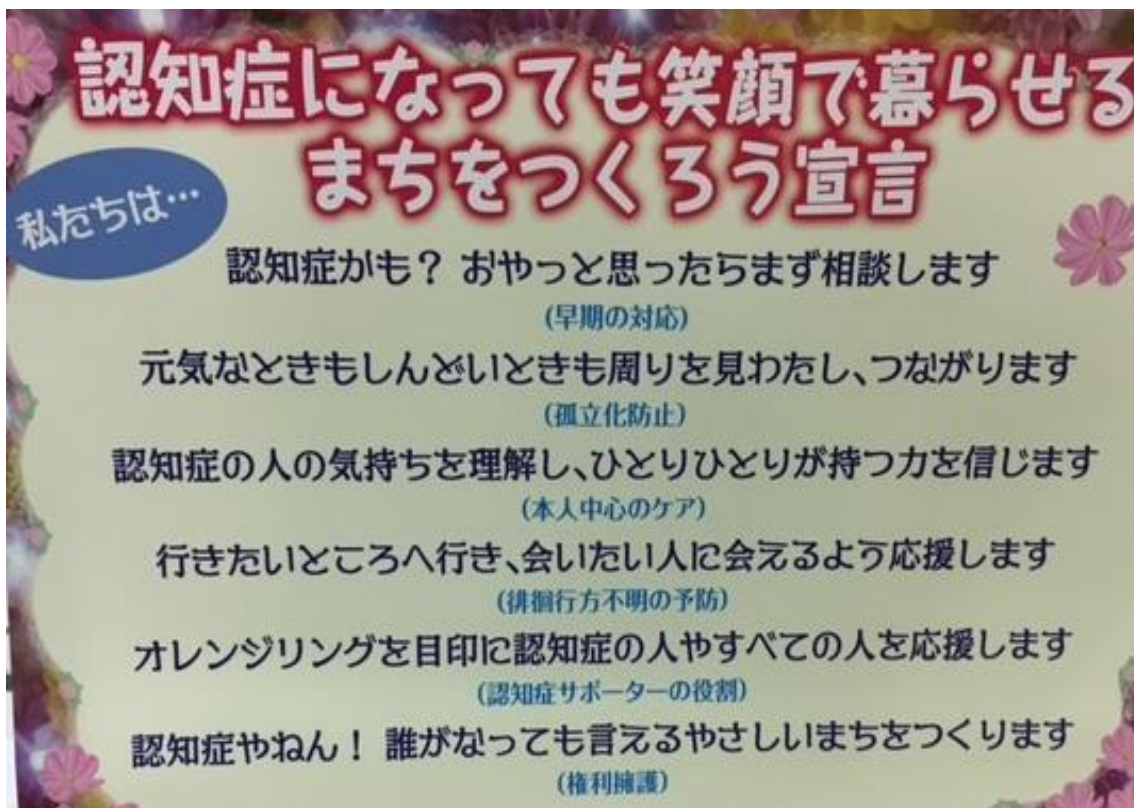 認知症になっても笑顔で暮らせる
まちをつくろう宣言
私たちは…
認知症かも？ おやっと思ったらまず相談します
(早期の対応)
元気なときもしんどいときも周りを見わたし、つながります
(孤立化防止)
認知症の人の気持ちを理解し、ひとりひとりが持つ力を信じます
(本人中心のケア)
行きたいところへ行き、会いたい人に会えるよう応援します
(徘徊行方不明の予防)
オレンジリングを目印に認知症の人やすべての人を応援します
(認知症サポーターの役割)
認知症やねん！ 誰がなっても言えるやさしいまちをつくります
(権利擁護)